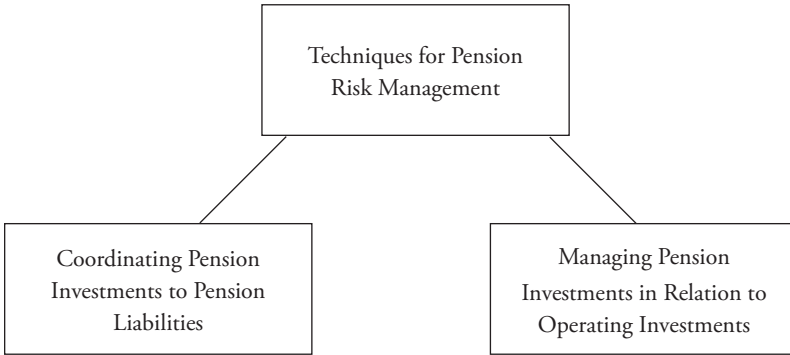 Techniques for Pension
Risk Management
Coordinating Pension
Investments to Pension
Liabilities
Managing Pension
Investments in Relation to
Operating Investments